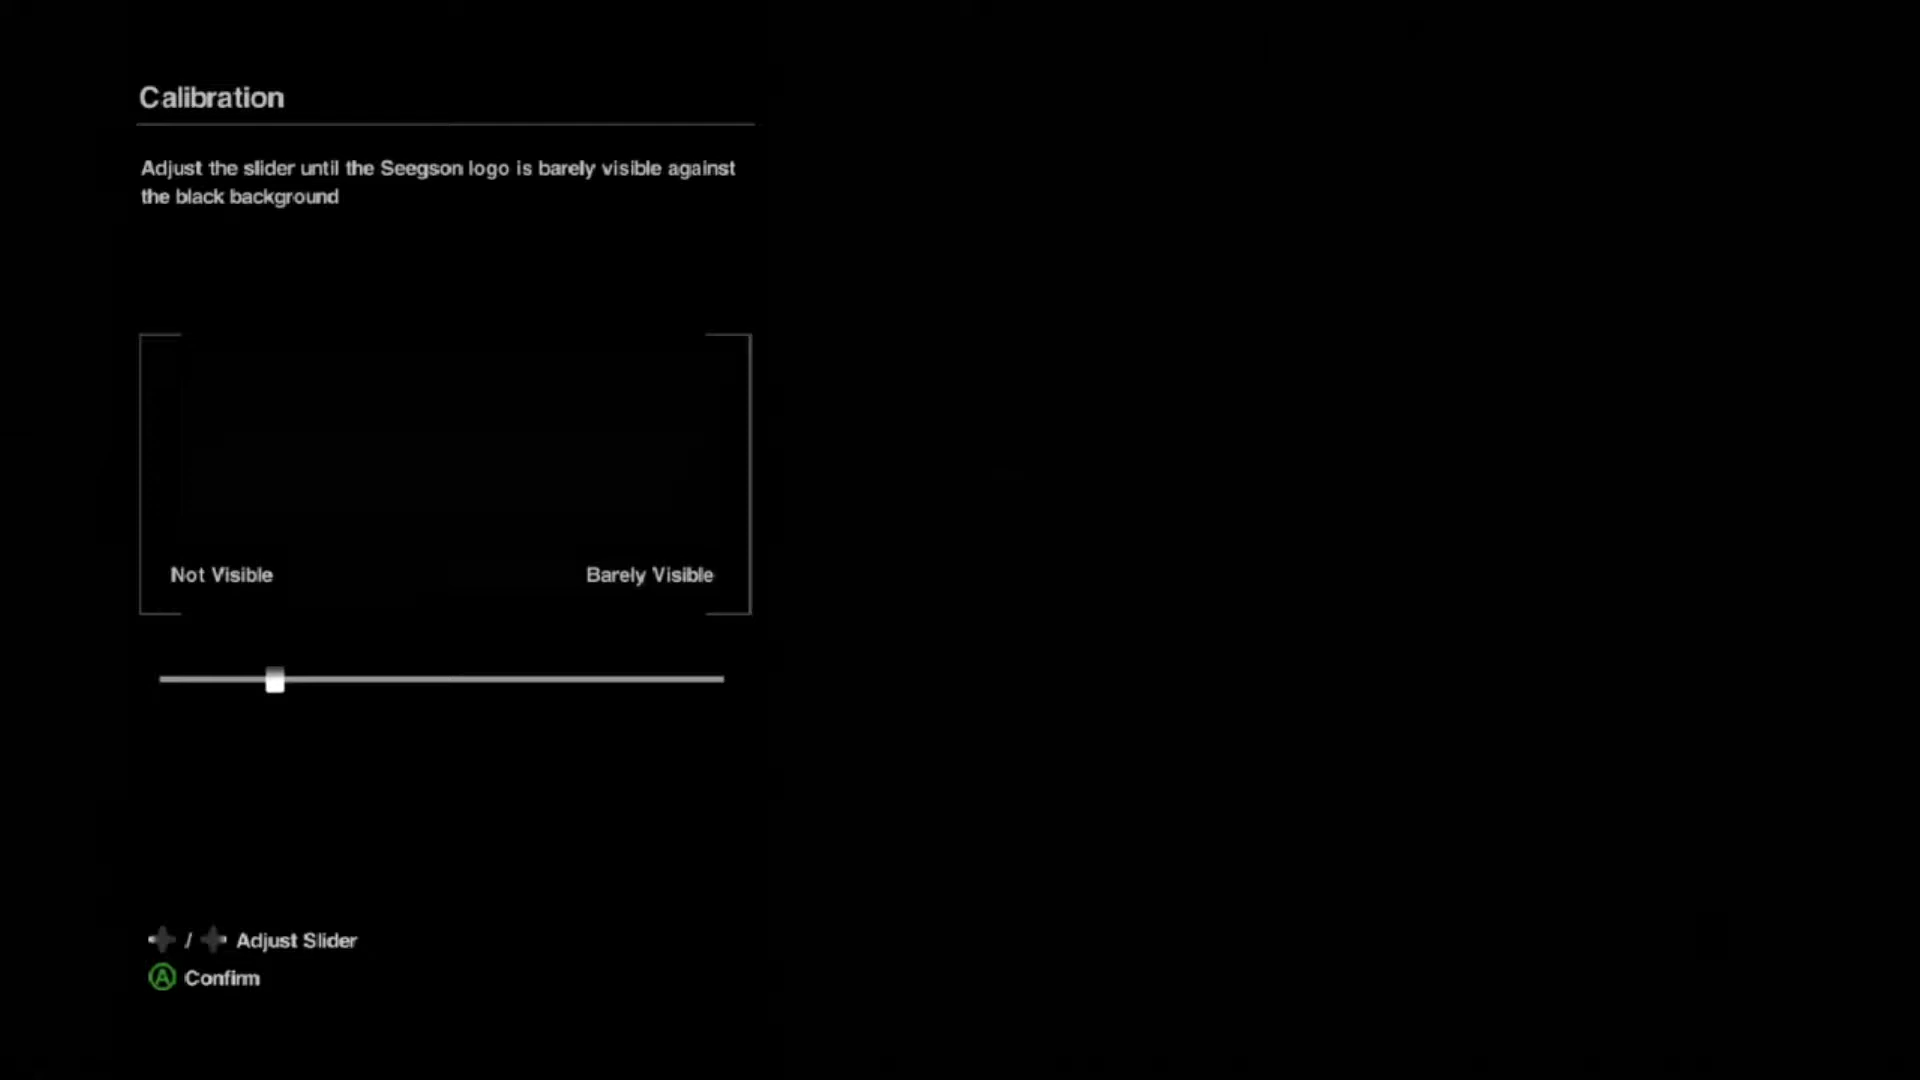 Calibration
Adjust the slider until the Seegson logo is barely visible against
the black background
Not Visible
Barely Visible
/ Adjust Slider
A Confirm